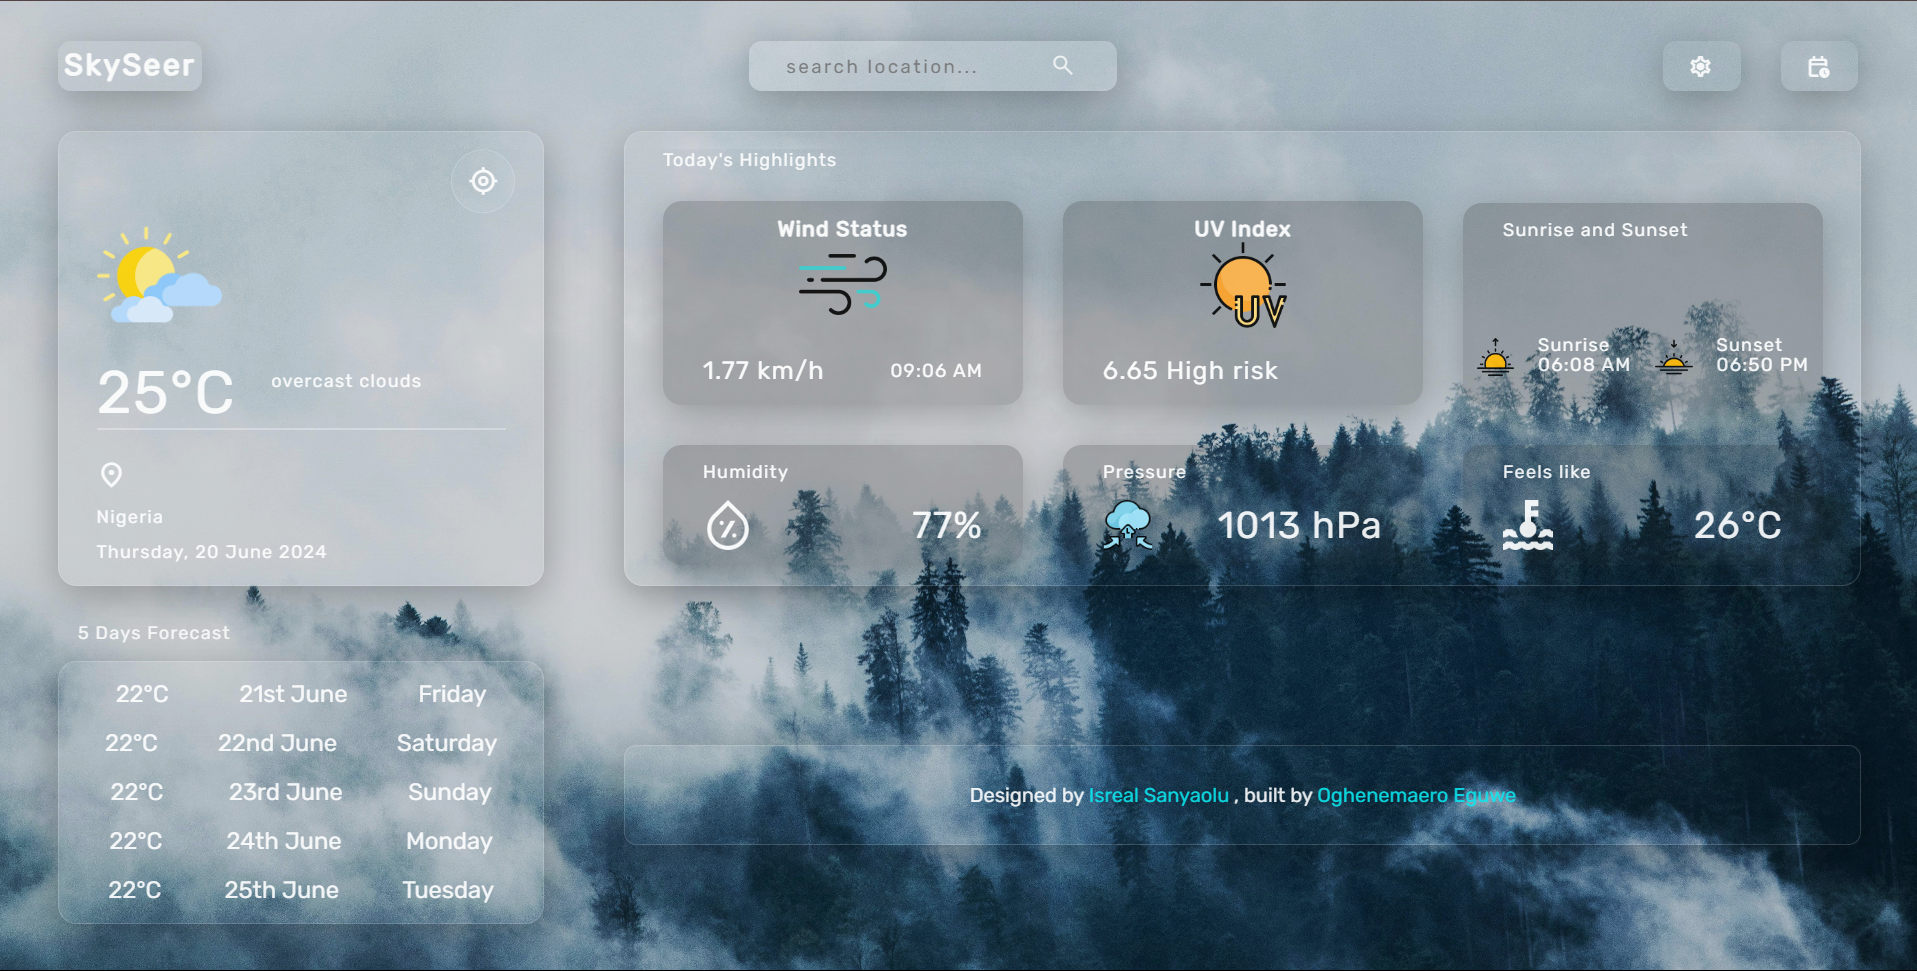 SkySeer
search location...
25°C
overcast clouds
Nigeria
Thursday, 20 June 2024
Today's Highlights
Wind Status
1.77 km/h
09:06 AM
UV Index
UV
6.65 High risk
Sunrise and Sunset
Sunrise
06:08 AM
Sunset
06:50 PM
Humidity
77%
Pressure
1013 hPa
Feels like
26°C
5 Days Forecast
22°C 21st June Friday
22°C 22nd June Saturday
22°C 23rd June Sunday
22°C 24th June Monday
22°C 25th June Tuesday
Designed by Isreal Sanyaolu , built by Oghenemaero Eguwe